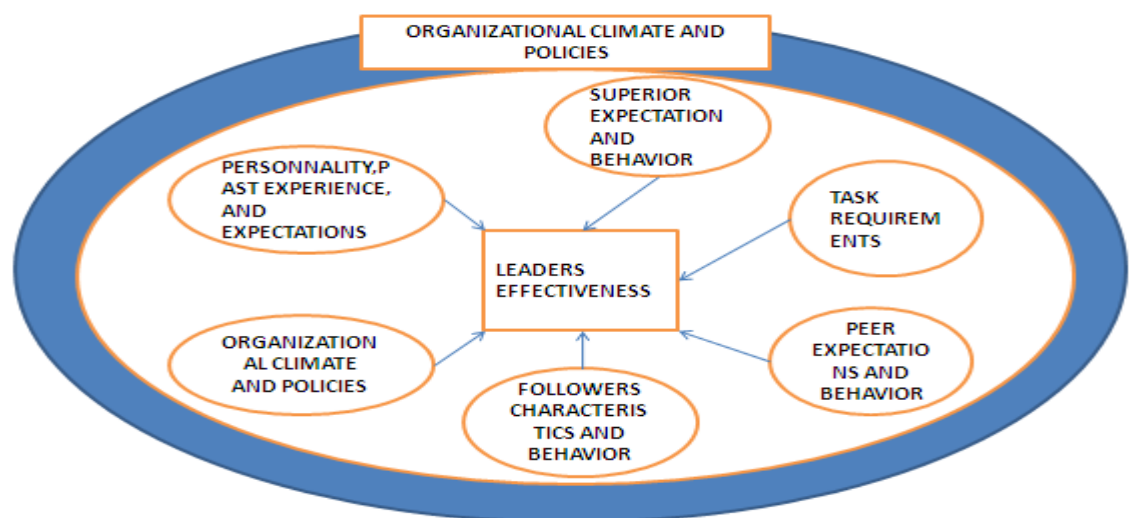 ORGANIZATIONAL CLIMATE AND
POLICIES
SUPERIOR
EXPECTATION
AND
BEHAVIOR
PERSONNALITY,P
AST EXPERIENCE,
AND
EXPECTATIONS
TASK
REQUIREM
ENTS
LEADERS
EFFECTIVENESS
ORGANIZATION
AL CLIMATE
AND POLICIES
PEER
EXPECTATIO
NS AND
BEHAVIOR
FOLLOWERS
CHARACTERIS
TICS AND
BEHAVIOR